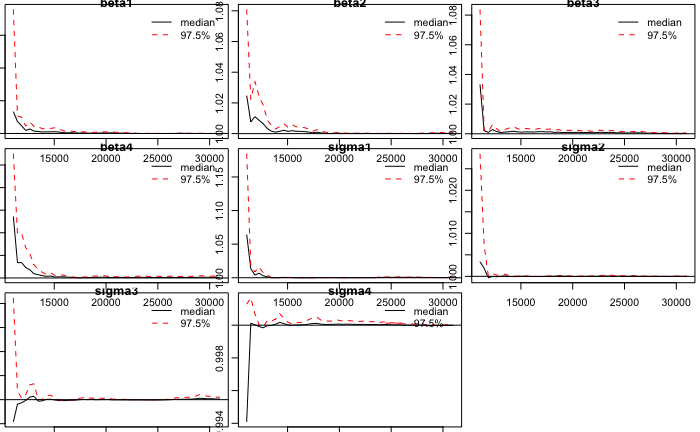 beta1
median
97.5%
beta2
1.00 1.02 1.04 1.06 1.08
median
97.5%
beta3
1.00 1.02 1.04 1.06 1.08
median
97.5%
15000 20000 25000 30000
15000 20000 25000 30000
15000 20000 25000 30000
beta4
median
97.5%
sigma1
1.00 1.05 1.10 1.15
median
97.5%
sigma2
1.000 1.010 1.020
median
97.5%
15000 20000 25000 30000
15000 20000 25000 30000
15000 20000 25000 30000
sigma3
median
97.5%
sigma4
0.994 0.998
median
97.5%